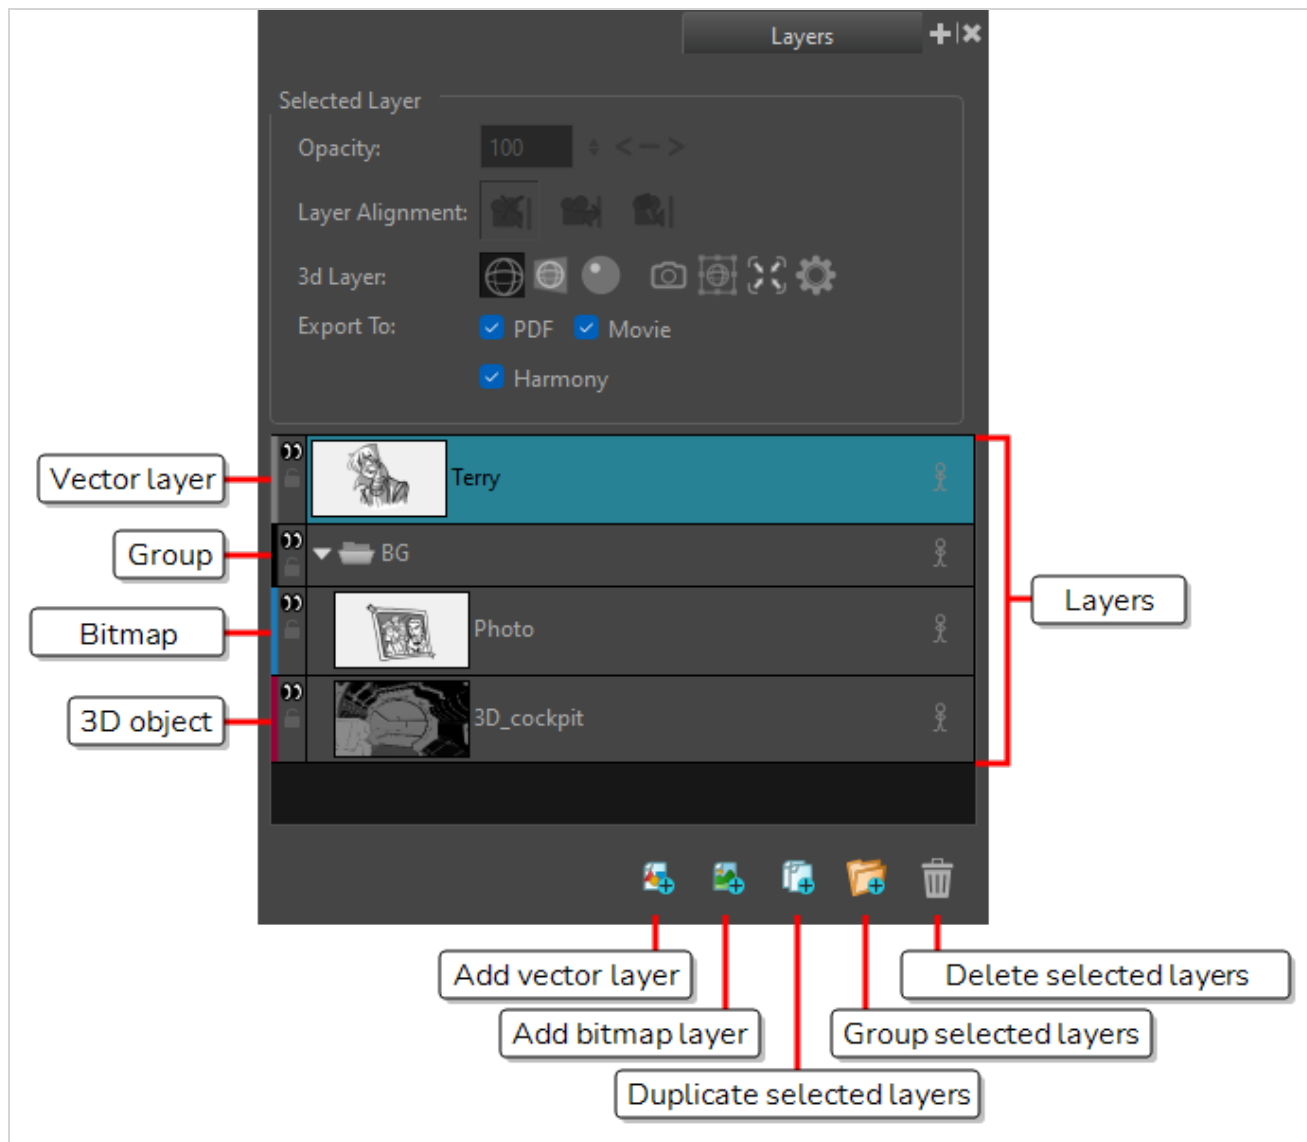 Layers
Selected Layer
Opacity: 100
Layer Alignment:
3d Layer:
Export To: PDF Movie
Harmony
Vector layer
Terry
Group
BG
Bitmap
Photo
Layers
3D object
3D_cockpit
Add vector layer
Delete selected layers
Add bitmap layer
Group selected layers
Duplicate selected layers